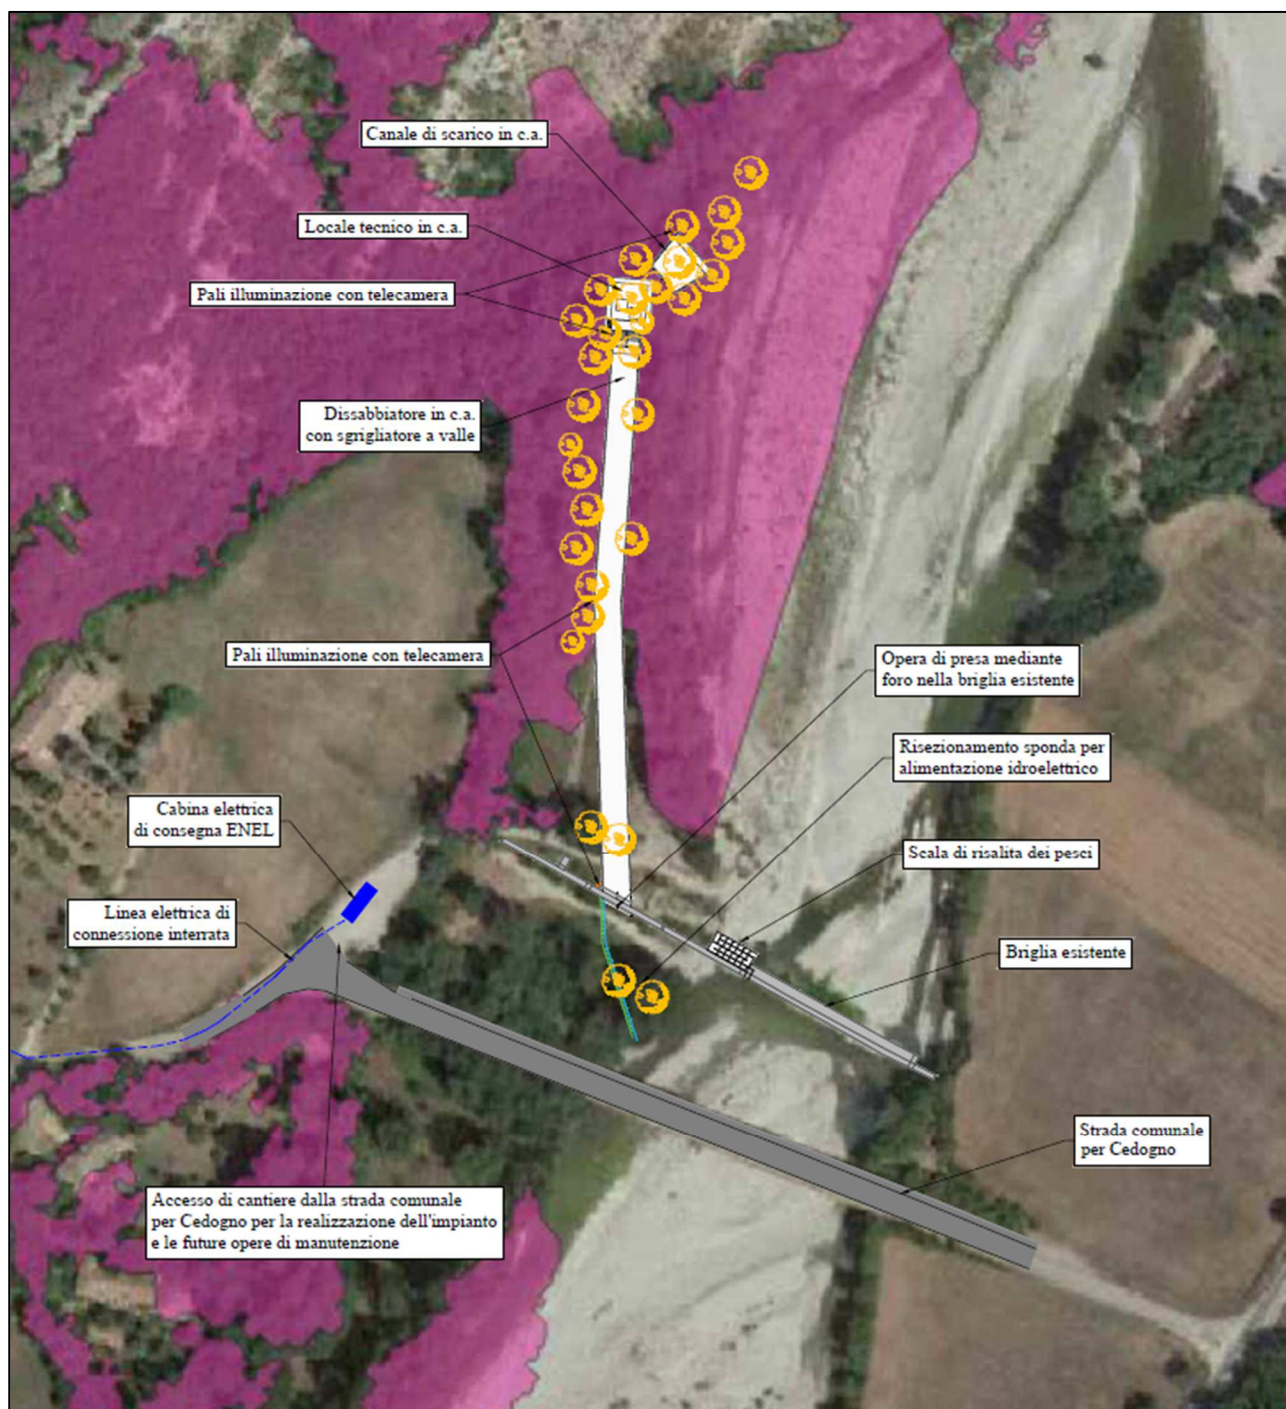 Canale di scarico in c.a.
Locale tecnico in c.a.
Pali illuminazione con telecamera
Dissabbiatore in c.a.
con sgrigliatore a valle
Pali illuminazione con telecamera
Opera di presa mediante
foro nella briglia esistente
Risezionamento sponda per
alimentazione idroelettrico
Cabina elettrica
di consegna ENEL
Scala di risalita dei pesci
Linea elettrica di
connessione interrata
Briglia esistente
Strada comunale
per Cedogno
Accesso di cantiere dalla strada comunale
per Cedogno per la realizzazione dell'impianto
e le future opere di manutenzione